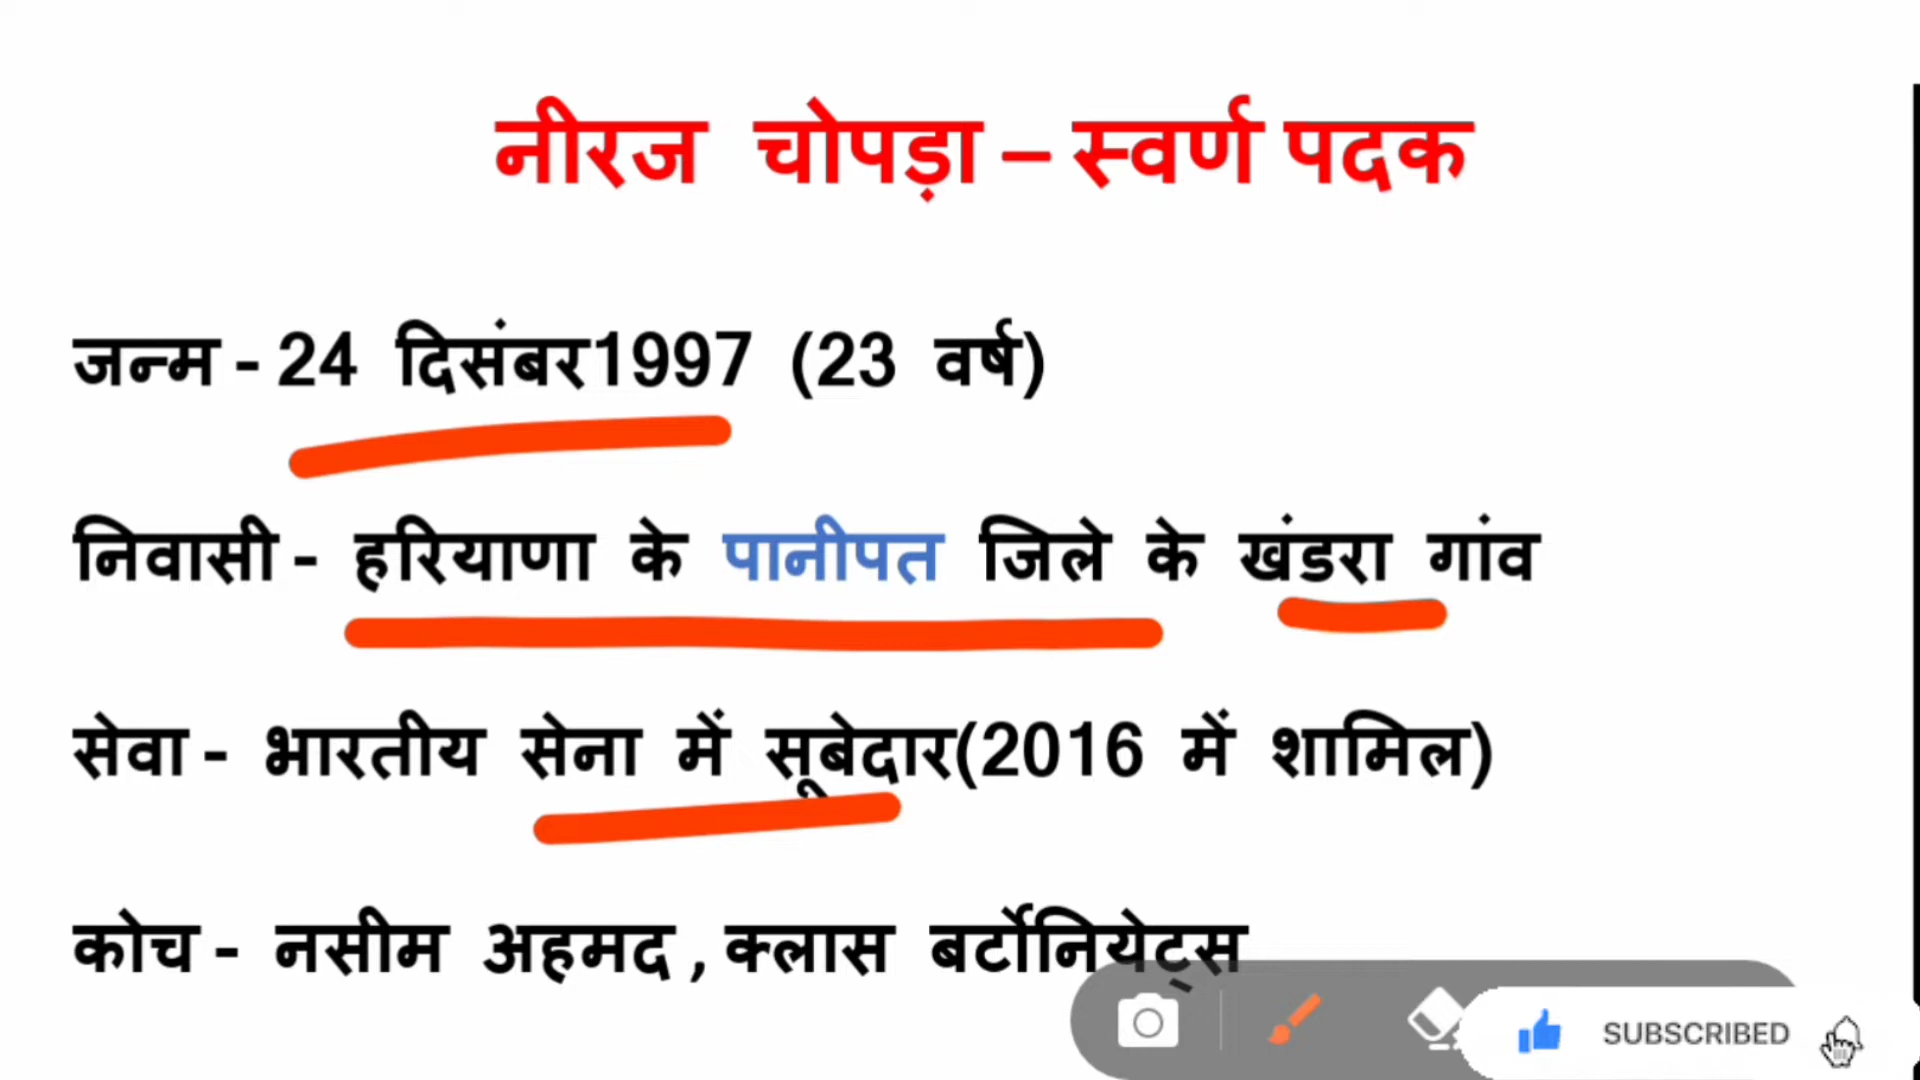 नीरज चोपड़ा – स्वर्ण पदक
जन्म - 24 दिसंबर1997 (23 वर्ष)
निवासी - हरियाणा के पानीपत जिले के खंडरा गांव
सेवा - भारतीय सेना में सूबेदार(2016 में शामिल)
कोच - नसीम अहमद , क्लास बर्टोनियेट्स
SUBSCRIBED